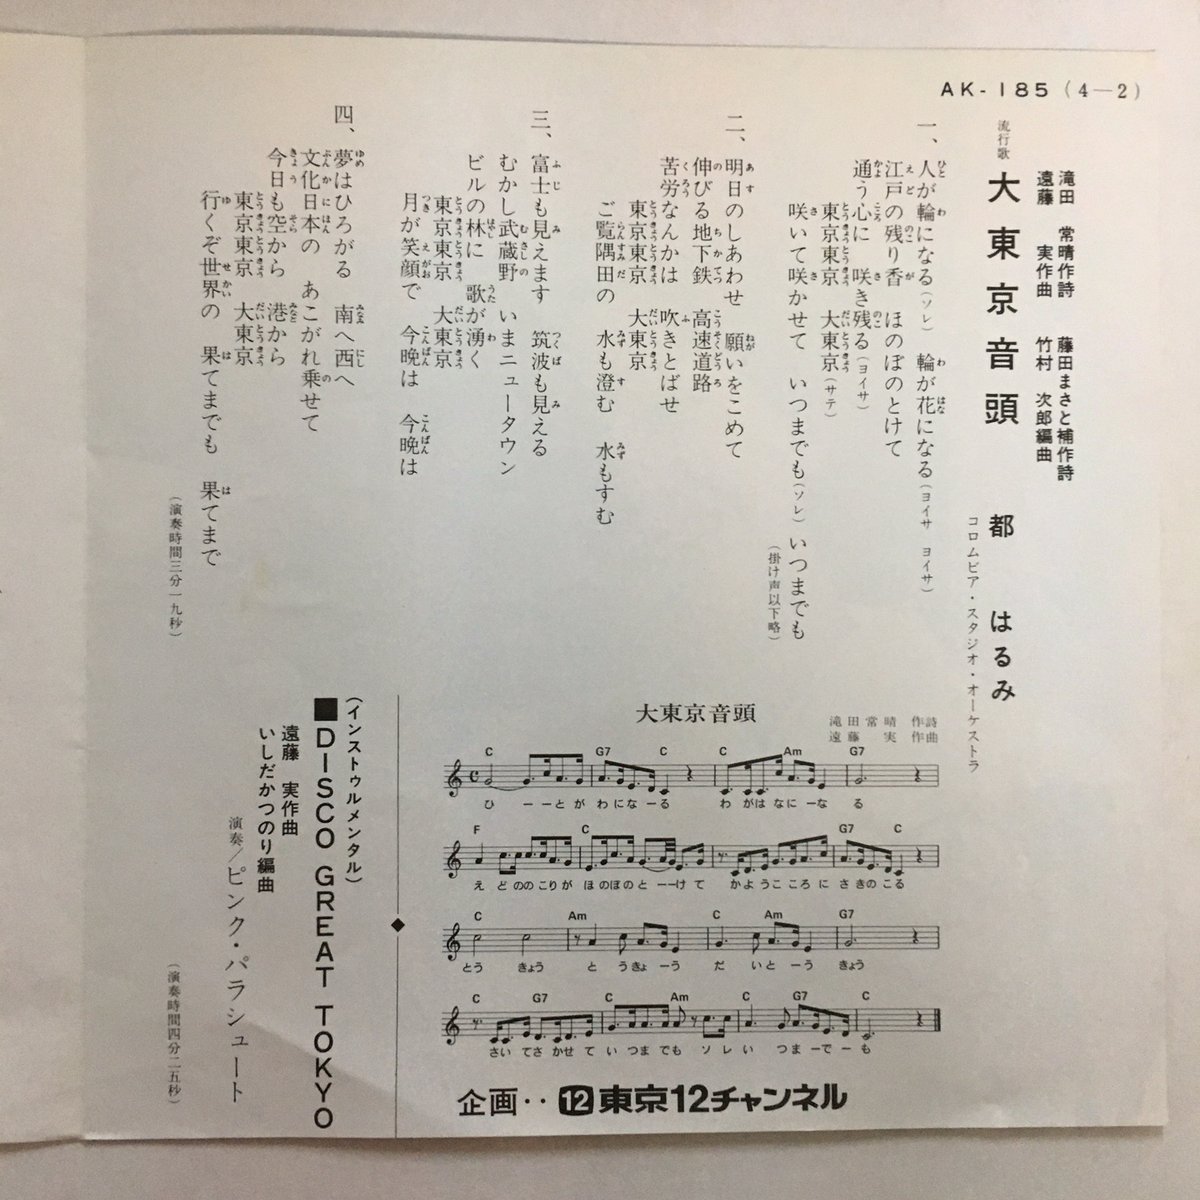 AK-185(4-2)
滝田 常晴作詩 藤田まさと補作詩
遠藤 実作曲 竹村 次郎編曲
流行歌 大東京音頭 都 はるみ
コロムビア・スタジオ・オーケストラ
一、人が輪になる(ソレ) 輪が花になる(ヨイサ ヨイサ)
江戸の残り香 ほのぼのとけて
通う心に 咲き残る(ヨイサ)
東京東京 大東京(サテ)
咲いて咲かせて いつまでも(ソレ)いつまでも
(掛け声以下略)
二、明日のしあわせ 願いをこめて
伸びる地下鉄 高速道路
苦労なんかは 吹きとばせ
東京東京 大東京
ご覧隅田の 水も澄む 水もすむ
三、富士も見えます 筑波も見える
むかし武蔵野 いまニュータウン
ビルの林に 歌が湧く
東京東京 大東京
月が笑顔で 今晩は 今晩は
四、夢はひろがる 南へ西へ
文化日本の あこがれ乗せて
今日も空から 港から
東京東京 大東京
行くぞ世界の 果てまでも 果てまで
(演奏時間三分一九秒)
大東京音頭
滝田常晴 作詩
遠藤 実 作曲
C G7 C C Am G7
ひーーとが わになーる わ がはなにーな る
F C G7 C
え どののこりが ほのぼのと ーーけて かようこころに さきのこる
C Am C Am G7
とう きょう と うきょーう だ いとーう きょう
C G7 C Am C G7 C
さいてさかせて い つまでも ソレい つまーでーも
(インストゥルメンタル)
■DISCO GREAT TOKYO
遠藤 実作曲
いしだかつのり編曲
演奏/ピンク・パラシュート
(演奏時間四分二五秒)
企画・・12東京12チャンネル